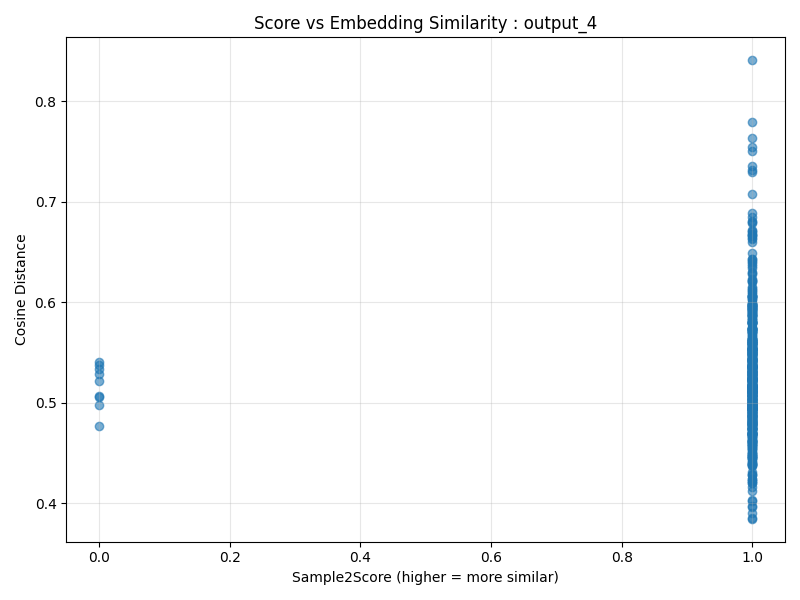 Score vs Embedding Similarity : output_4
Cosine Distance
0.8
0.7
0.6
0.5
0.4
0.0 0.2 0.4 0.6 0.8 1.0
Sample2Score (higher = more similar)